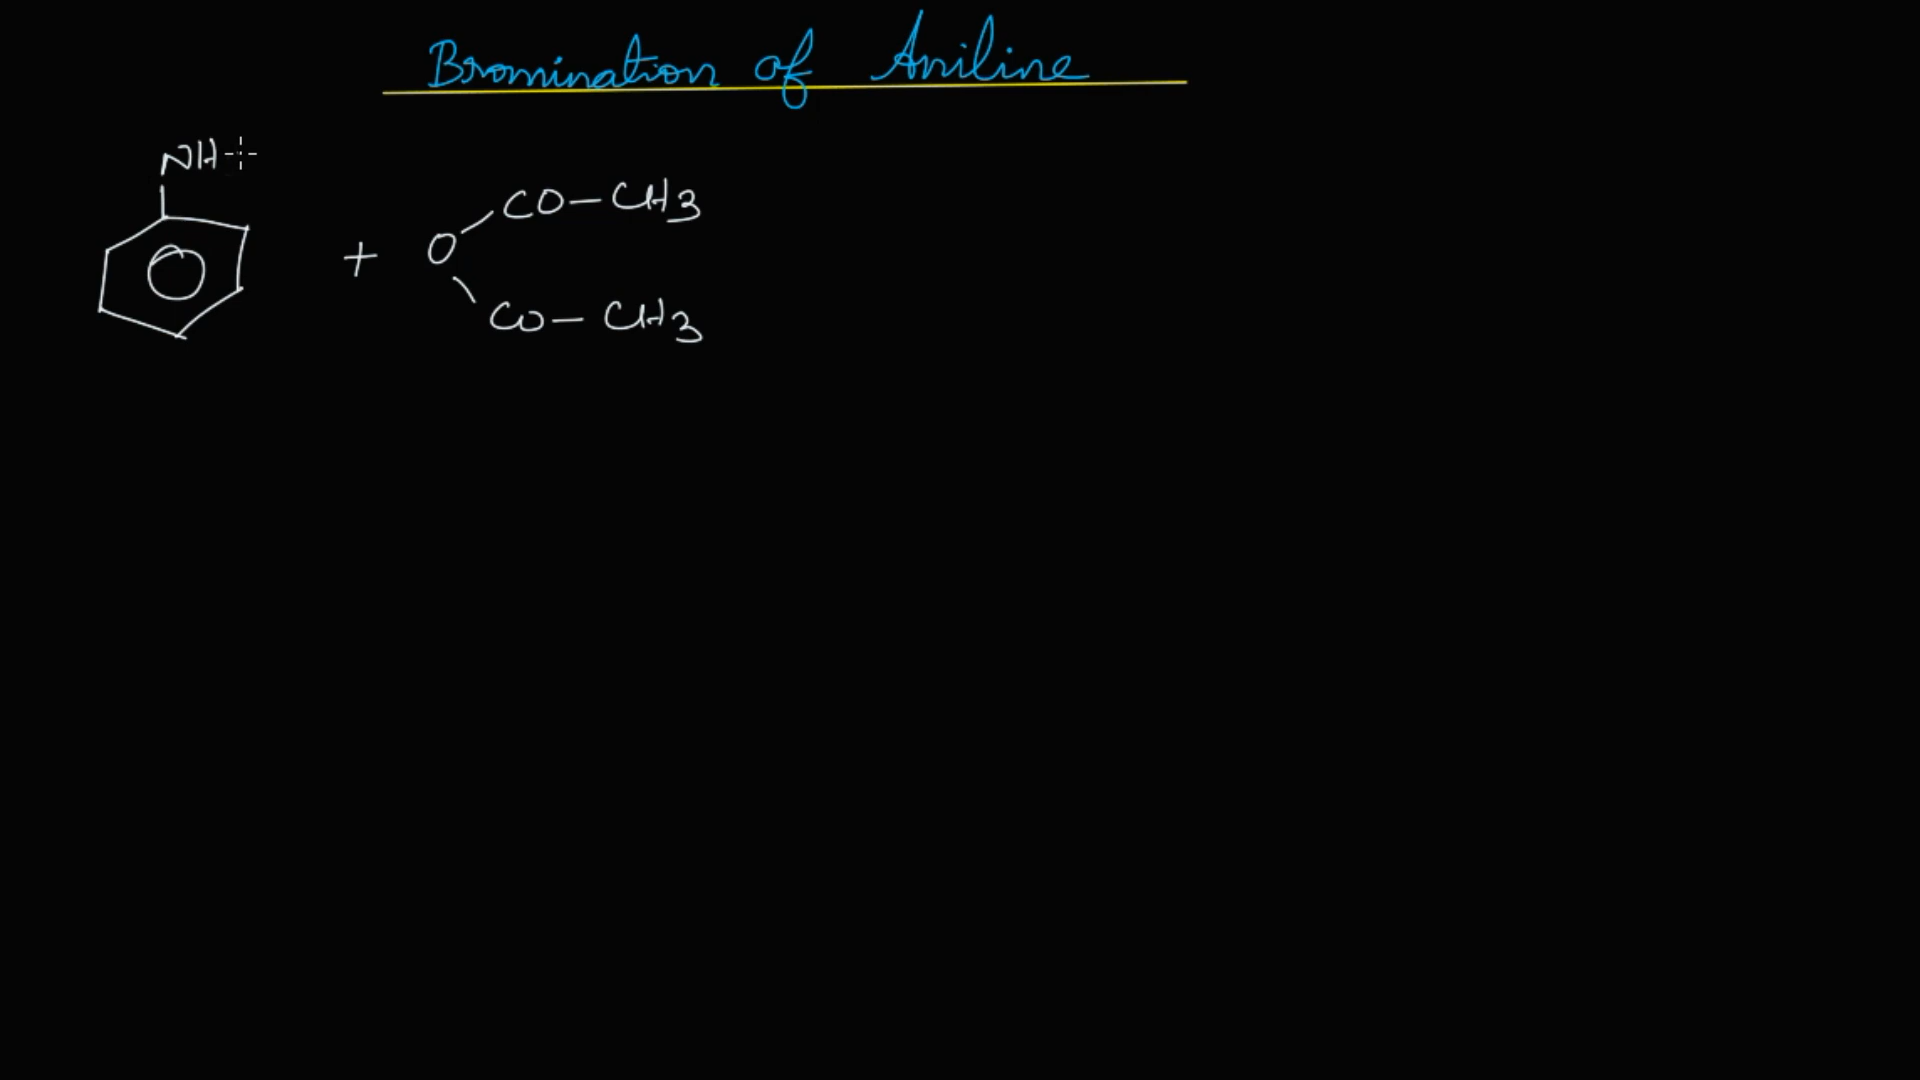 Bromination of Aniline
NH
CO-CH3
+ O
CO-CH3